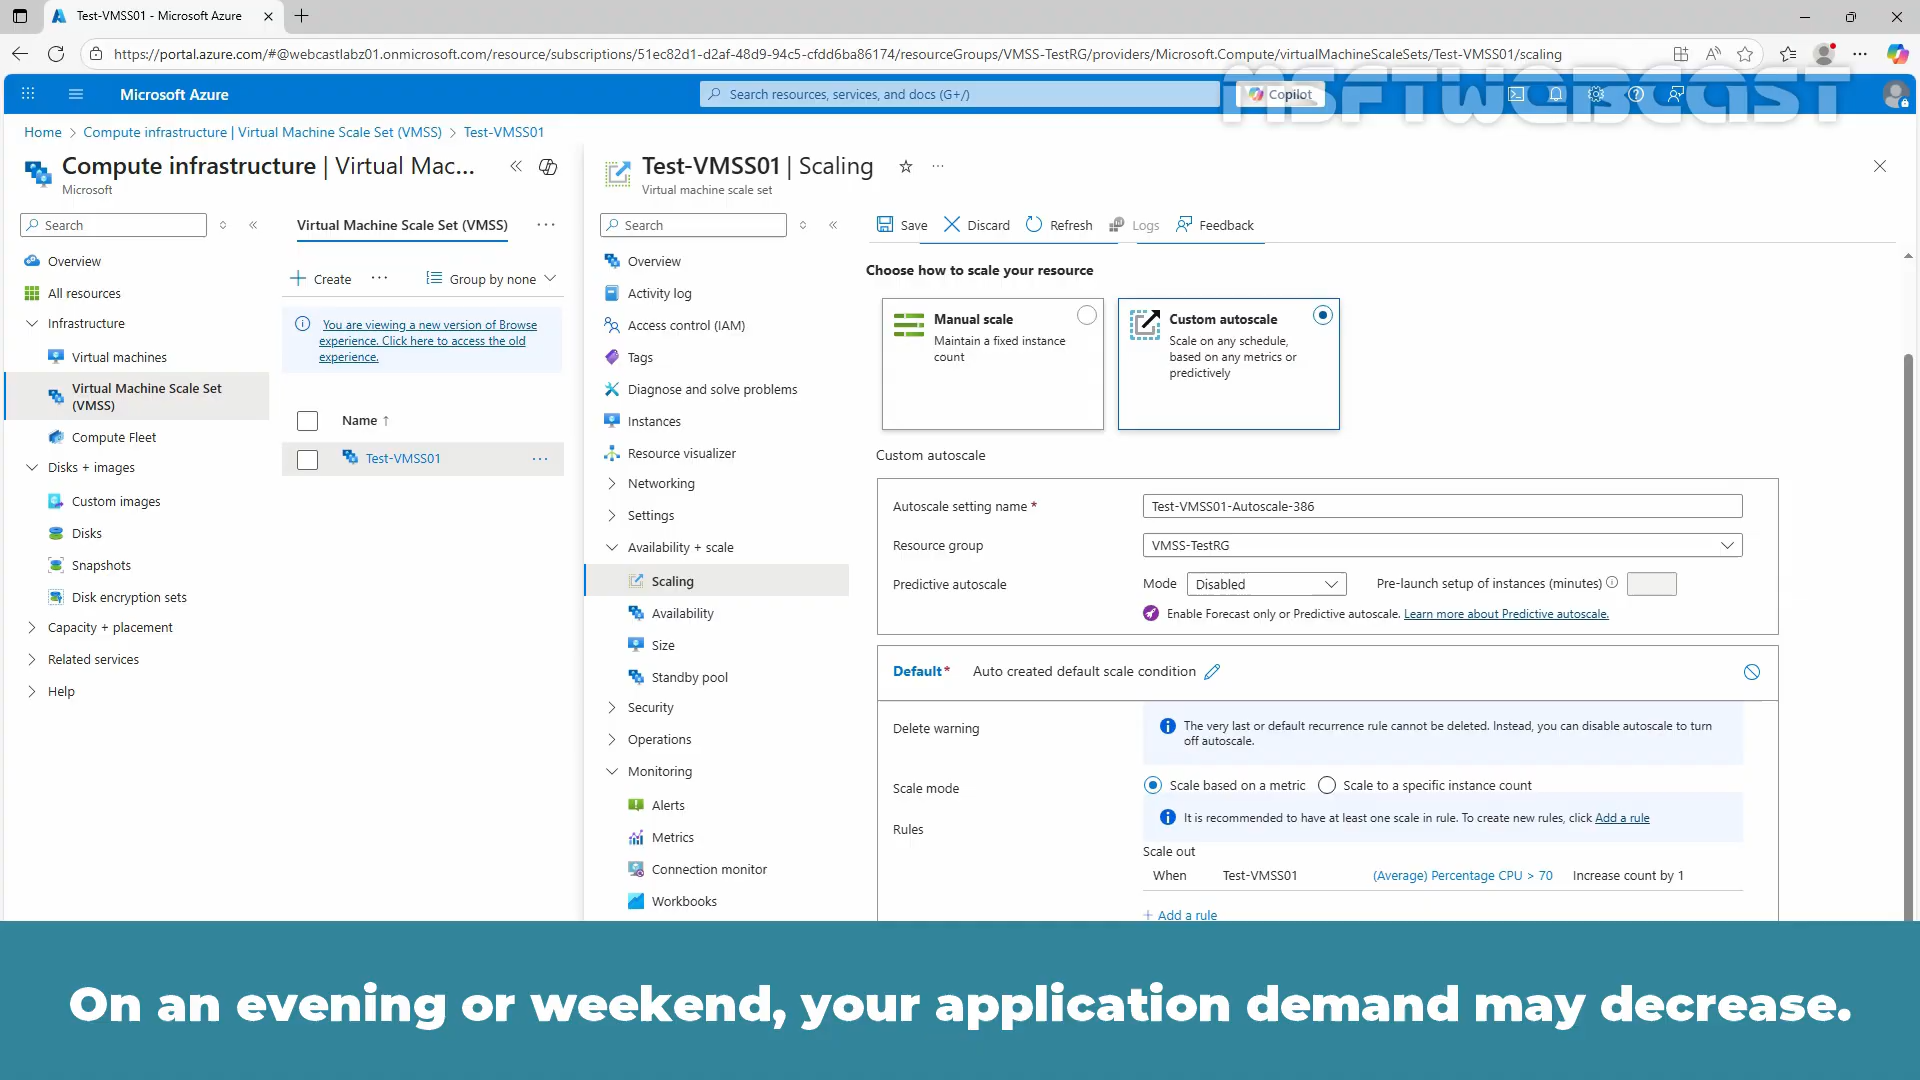 Test-VMSS01 - Microsoft Azure
https://portal.azure.com/#@webcastlabz01.onmicrosoft.com/resource/subscriptions/51ec82d1-d2af-48d9-94c5-cfdd6ba86174/resourceGroups/VMSS-TestRG/providers/Microsoft.Compute/virtualMachineScaleSets/Test-VMSS01/scaling
MSFTWEBCAST
Microsoft Azure
Search resources, services, and docs (G+/)
Copilot
Home > Compute infrastructure | Virtual Machine Scale Set (VMSS) > Test-VMSS01
Compute infrastructure | Virtual Mac...
Microsoft
Search
Overview
All resources
Infrastructure
Virtual machines
Virtual Machine Scale Set
(VMSS)
Compute Fleet
Disks + images
Custom images
Disks
Snapshots
Disk encryption sets
Capacity + placement
Related services
Help
Virtual Machine Scale Set (VMSS)
Create
Group by none
You are viewing a new version of Browse
experience. Click here to access the old
experience.
Name ↑
Test-VMSS01
Test-VMSS01 | Scaling
Virtual machine scale set
Search
Overview
Activity log
Access control (IAM)
Tags
Diagnose and solve problems
Instances
Resource visualizer
Networking
Settings
Availability + scale
Scaling
Availability
Size
Standby pool
Security
Operations
Monitoring
Alerts
Metrics
Connection monitor
Workbooks
Save
Discard
Refresh
Logs
Feedback
Choose how to scale your resource
Manual scale
Maintain a fixed instance
count
Custom autoscale
Scale on any schedule,
based on any metrics or
predictively
Custom autoscale
Autoscale setting name *
Test-VMSS01-Autoscale-386
Resource group
VMSS-TestRG
Predictive autoscale
Mode
Disabled
Pre-launch setup of instances (minutes)
Enable Forecast only or Predictive autoscale. Learn more about Predictive autoscale.
Default* Auto created default scale condition
Delete warning
The very last or default recurrence rule cannot be deleted. Instead, you can disable autoscale to turn
off autoscale.
Scale mode
Scale based on a metric
Scale to a specific instance count
Rules
It is recommended to have at least one scale in rule. To create new rules, click Add a rule
Scale out
When Test-VMSS01 (Average) Percentage CPU > 70 Increase count by 1
+ Add a rule
On an evening or weekend, your application demand may decrease.